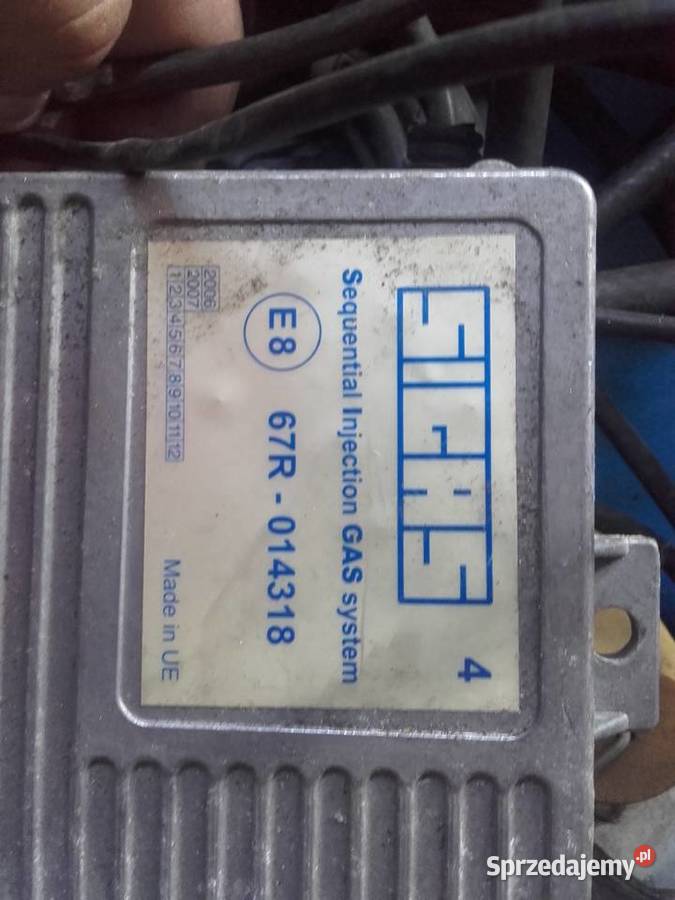 SIGAS 4
Sequential Injection GAS system
E8 67R - 014318
2006
2007
1 2 3 4 5 6 7 8 9 10 11 12
Made in UE
Sprzedajemy.pl